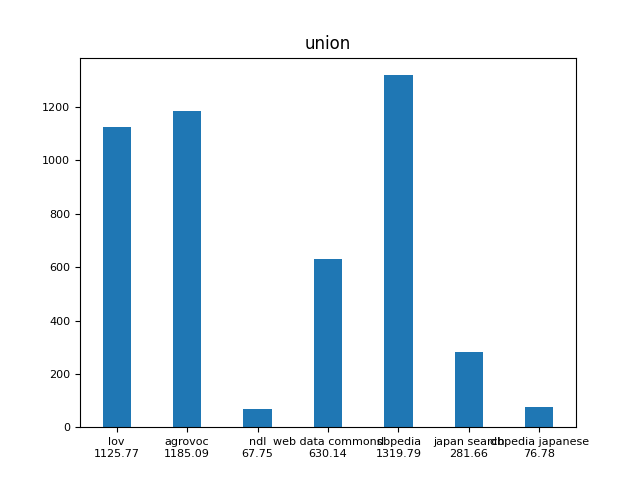 union
1200
1000
800
600
400
200
0
lov agrovoc ndl web data commons dbpedia japan search dbpedia japanese
1125.77 1185.09 67.75 630.14 1319.79 281.66 76.78